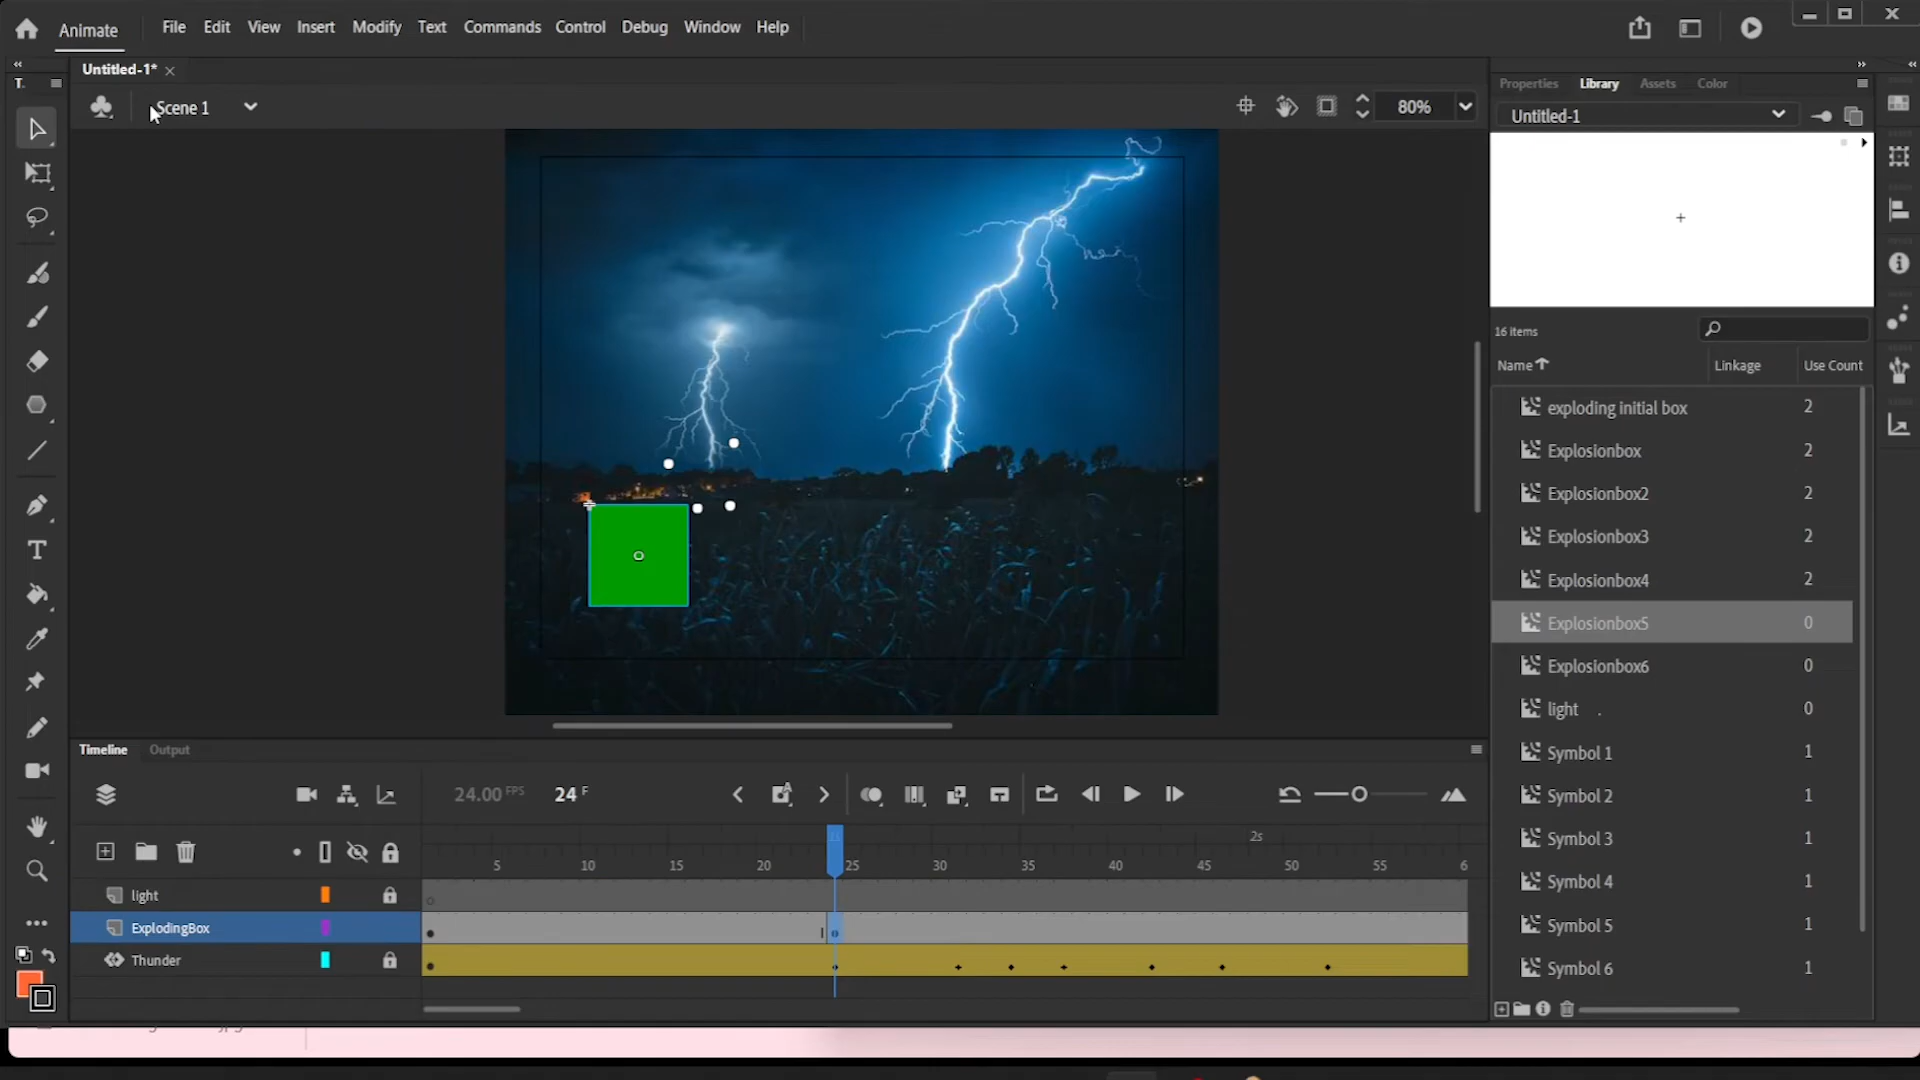 Animate File Edit View Insert Modify Text Commands Control Debug Window Help
Untitled-1*
T.
Scene 1
80%
Properties Library Assets Color
Untitled-1
16 items
Name Linkage Use Count
exploding initial box 2
Explosionbox 2
Explosionbox2 2
Explosionbox3 2
Explosionbox4 2
Explosionbox5 0
Explosionbox6 0
light 0
Symbol 1 1
Symbol 2 1
Symbol 3 1
Symbol 4 1
Symbol 5 1
Symbol 6 1
Timeline Output
24.00 FPS 24 F
1s 2s
5 10 15 20 25 30 35 40 45 50 55 6
light
ExplodingBox
Thunder